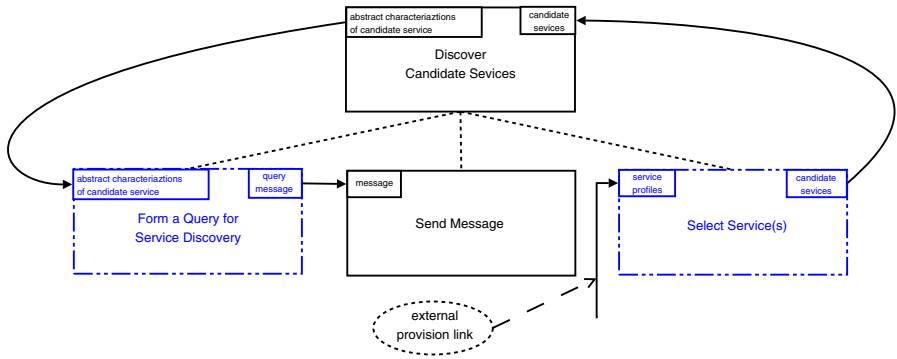 abstract characteriaztions
of candidate service
candidate
sevices
Discover
Candidate Sevices
abstract characteriaztions
of candidate service
query
message
Form a Query for
Service Discovery
message
Send Message
service
profiles
candidate
sevices
Select Service(s)
external
provision link